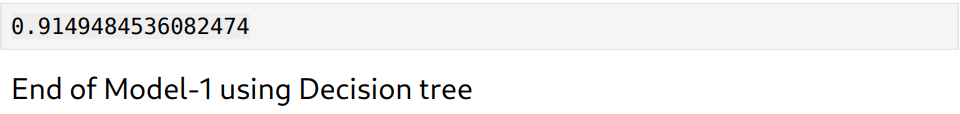 0.9149484536082474
End of Model-1 using Decision tree